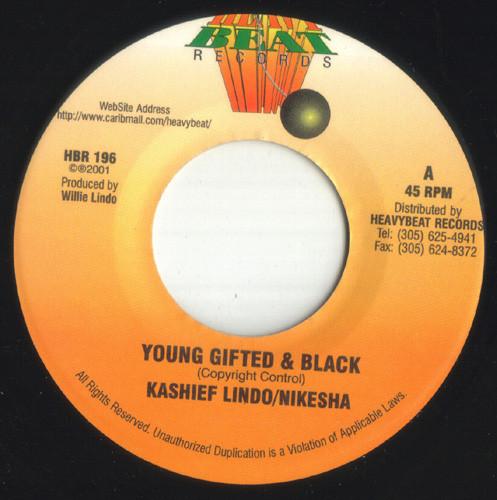 BEAT
RECORDS
WebSite Address
http://www.caribmall.com/heavybeat/
HBR 196
©℗2001
Produced by
Willie Lindo
A
45 RPM
Distributed by
HEAVYBEAT RECORDS
Tel: (305) 625-4941
Fax: (305) 624-8372
YOUNG GIFTED & BLACK
(Copyright Control)
KASHIEF LINDO/NIKESHA
All Rights Reserved. Unauthorized Duplication is a Violation of Applicable Laws.